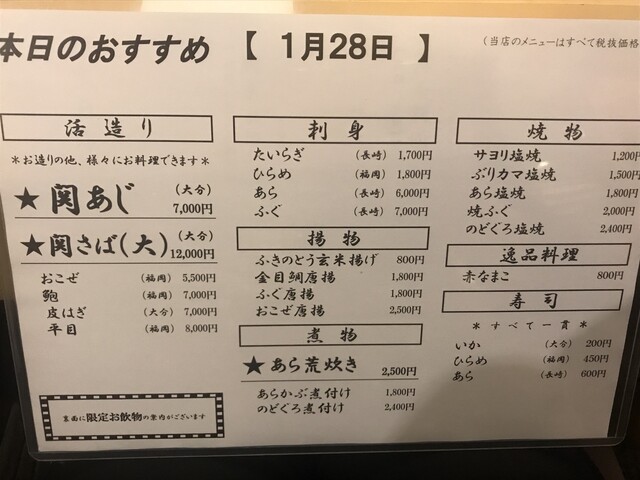 本日のおすすめ 【 1月28日 】
(当店のメニューはすべて税抜価格
活造り
*お造りの他、様々にお料理できます*
★関あじ (大分) 7,000円
★関さば(大) (大分) 12,000円
おこぜ (福岡) 5,500円
鮑 (福岡) 7,000円
皮はぎ (大分) 7,000円
平目 (福岡) 8,000円
裏面に限定お飲物の案内がございます
刺身
たいらぎ (長崎) 1,700円
ひらめ (福岡) 1,800円
あら (長崎) 6,000円
ふぐ (長崎) 7,000円
揚物
ふきのとう玄米揚げ 800円
金目鯛唐揚 1,800円
ふぐ唐揚 1,800円
おこぜ唐揚 2,500円
煮物
★あら荒炊き 2,500円
あらかぶ煮付け 1,800円
のどぐろ煮付け 2,400円
焼物
サヨリ塩焼 1,200円
ぶりカマ塩焼 1,500円
あら塩焼 1,800円
焼ふぐ 2,000円
のどぐろ塩焼 2,400円
逸品料理
赤なまこ 800円
寿司
* すべて一貫 *
いか (大分) 200円
ひらめ (福岡) 450円
あら (長崎) 600円